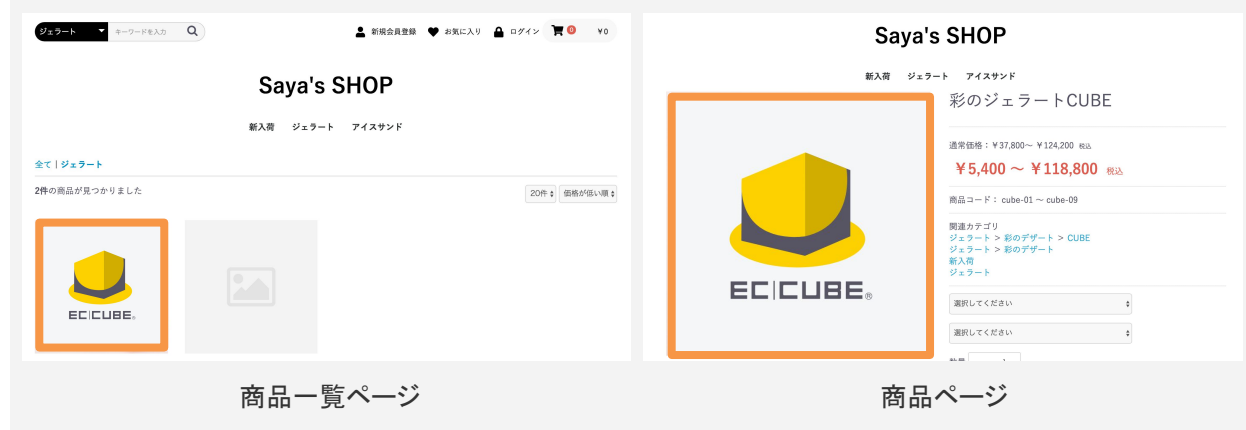 ジェラート キーワードを入力 新規会員登録 お気に入り ログイン 0 ¥0
Saya's SHOP
新入荷 ジェラート アイスサンド
全て | ジェラート
2件の商品が見つかりました 20件 価格が低い順
EC|CUBE®
商品一覧ページ
Saya's SHOP
新入荷 ジェラート アイスサンド
EC|CUBE®
彩のジェラートCUBE
通常価格：¥37,800～ ¥124,200 税込
¥5,400 ～ ¥118,800 税込
商品コード： cube-01 ～ cube-09
関連カテゴリ
ジェラート > 彩のデザート > CUBE
ジェラート > 彩のデザート
新入荷
ジェラート
選択してください
選択してください
商品ページ